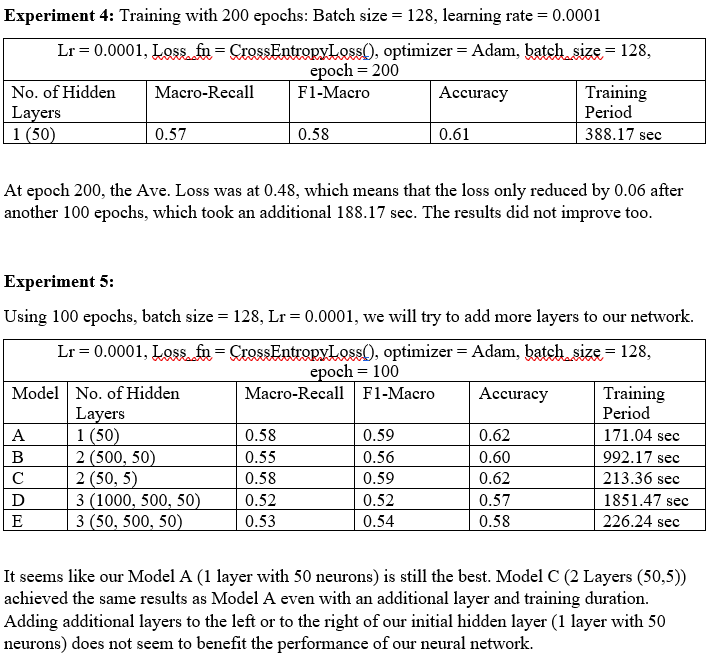 Experiment 4: Training with 200 epochs: Batch size = 128, learning rate = 0.0001
Lr = 0.0001, Loss_fn = CrossEntropyLoss(), optimizer = Adam, batch_size = 128,
epoch = 200
No. of Hidden Layers Macro-Recall F1-Macro Accuracy Training Period
1 (50) 0.57 0.58 0.61 388.17 sec
At epoch 200, the Ave. Loss was at 0.48, which means that the loss only reduced by 0.06 after
another 100 epochs, which took an additional 188.17 sec. The results did not improve too.
Experiment 5:
Using 100 epochs, batch size = 128, Lr = 0.0001, we will try to add more layers to our network.
Lr = 0.0001, Loss_fn = CrossEntropyLoss(), optimizer = Adam, batch_size = 128,
epoch = 100
Model No. of Hidden Layers Macro-Recall F1-Macro Accuracy Training Period
A 1 (50) 0.58 0.59 0.62 171.04 sec
B 2 (500, 50) 0.55 0.56 0.60 992.17 sec
C 2 (50, 5) 0.58 0.59 0.62 213.36 sec
D 3 (1000, 500, 50) 0.52 0.52 0.57 1851.47 sec
E 3 (50, 500, 50) 0.53 0.54 0.58 226.24 sec
It seems like our Model A (1 layer with 50 neurons) is still the best. Model C (2 Layers (50,5))
achieved the same results as Model A even with an additional layer and training duration.
Adding additional layers to the left or to the right of our initial hidden layer (1 layer with 50
neurons) does not seem to benefit the performance of our neural network.